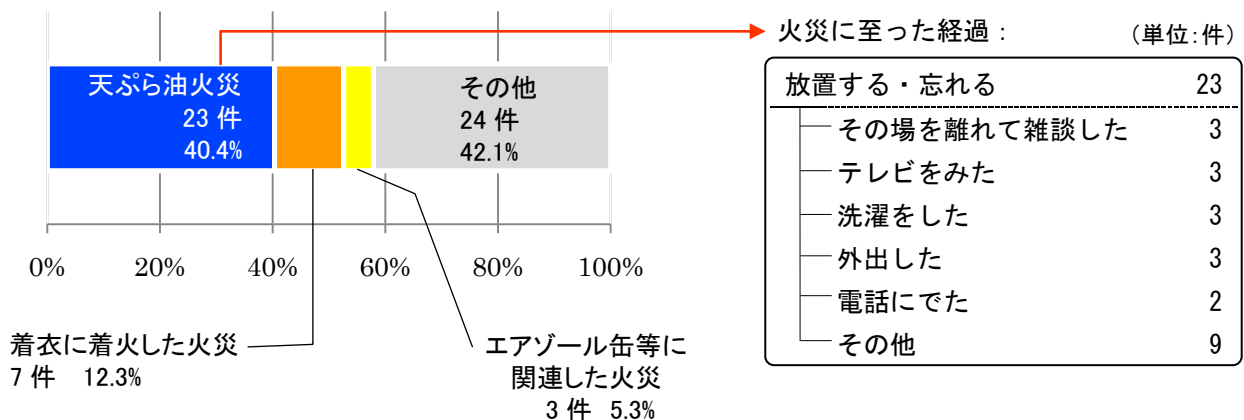 火災に至った経過： （単位：件）
天ぷら油火災
23 件
40.4%
その他
24 件
42.1%
0% 20% 40% 60% 80% 100%
着衣に着火した火災
7 件 12.3%
エアゾール缶等に
関連した火災
3 件 5.3%
放置する・忘れる 23
その場を離れて雑談した 3
テレビをみた 3
洗濯をした 3
外出した 3
電話にでた 2
その他 9